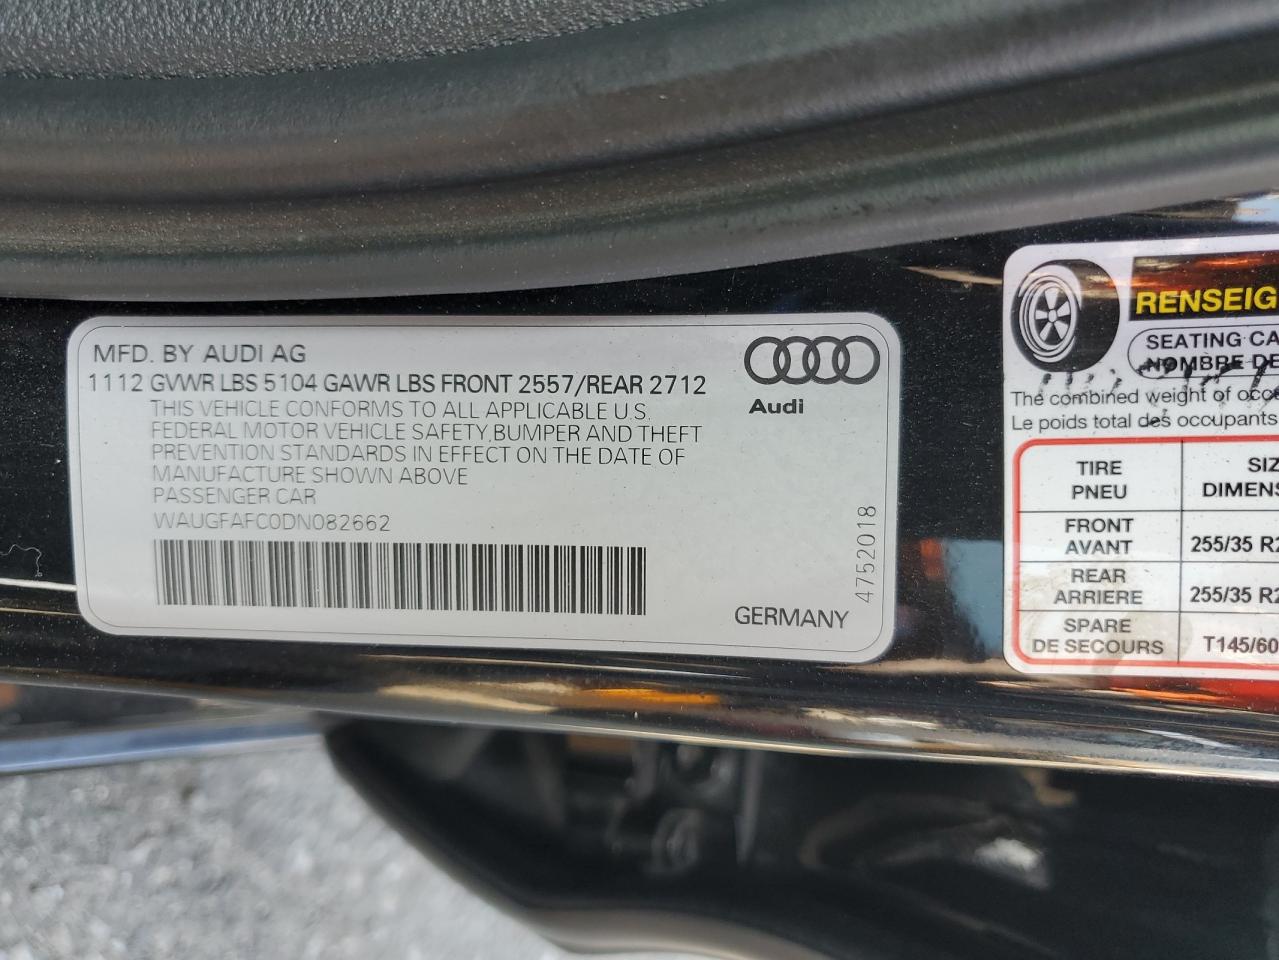 MFD. BY AUDI AG
1112 GVWR LBS 5104 GAWR LBS FRONT 2557/REAR 2712
THIS VEHICLE CONFORMS TO ALL APPLICABLE U.S.
FEDERAL MOTOR VEHICLE SAFETY,BUMPER AND THEFT
PREVENTION STANDARDS IN EFFECT ON THE DATE OF
MANUFACTURE SHOWN ABOVE
PASSENGER CAR
WAUGFAFC0DN082662
Audi
4752018
GERMANY
RENSEIG
SEATING CA
NOMBRE DE
The combined weight of occu
Le poids total des occupants
TIRE
PNEU
SIZ
DIMENS
FRONT
AVANT
255/35 R2
REAR
ARRIERE
255/35 R2
SPARE
DE SECOURS
T145/60